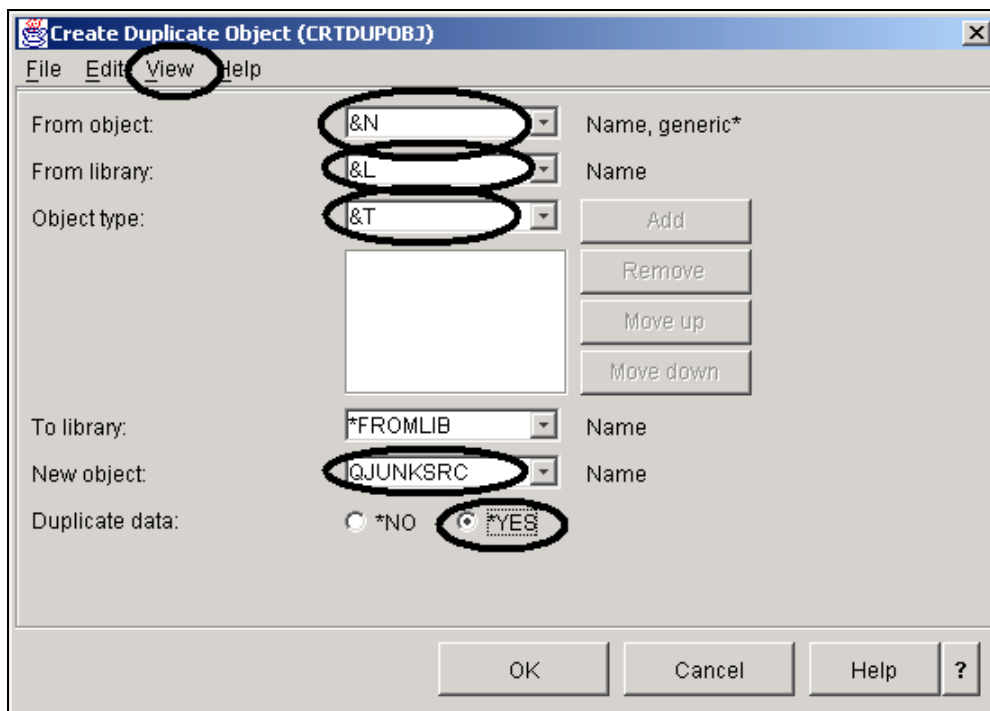 Create Duplicate Object (CRTDUPOBJ)
File Edit View Help
From object: &N Name, generic*
From library: &L Name
Object type: &T Add
Remove
Move up
Move down
To library: *FROMLIB Name
New object: QJUNKSRC Name
Duplicate data: *NO *YES
OK Cancel Help ?